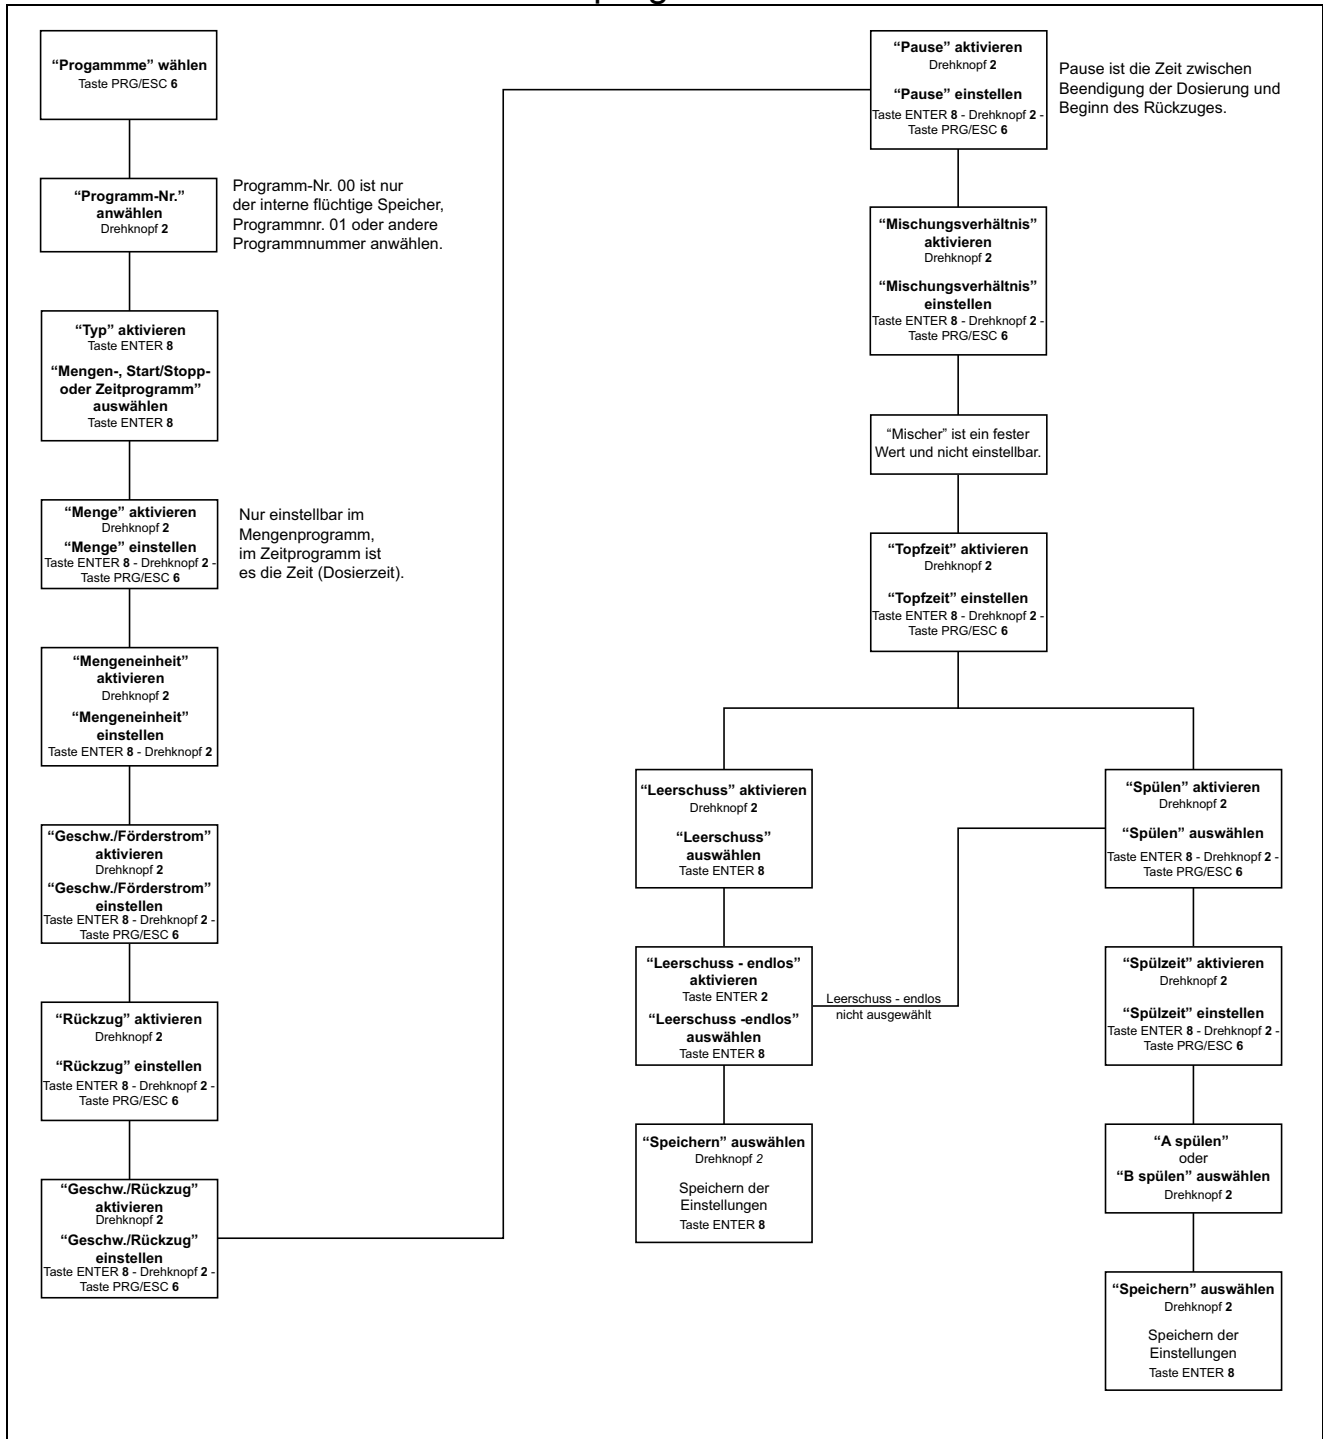 “Progammme” wählen
Taste PRG/ESC 6
“Programm-Nr.”
anwählen
Drehknopf 2
Programm-Nr. 00 ist nur
der interne flüchtige Speicher,
Programmnr. 01 oder andere
Programmnummer anwählen.
“Typ” aktivieren
Taste ENTER 8
“Mengen-, Start/Stopp-
oder Zeitprogramm”
auswählen
Taste ENTER 8
“Menge” aktivieren
Drehknopf 2
“Menge” einstellen
Taste ENTER 8 - Drehknopf 2 -
Taste PRG/ESC 6
Nur einstellbar im
Mengenprogramm,
im Zeitprogramm ist
es die Zeit (Dosierzeit).
“Mengeneinheit”
aktivieren
Drehknopf 2
“Mengeneinheit”
einstellen
Taste ENTER 8 - Drehknopf 2
“Geschw./Förderstrom”
aktivieren
Drehknopf 2
“Geschw./Förderstrom”
einstellen
Taste ENTER 8 - Drehknopf 2 -
Taste PRG/ESC 6
“Rückzug” aktivieren
Drehknopf 2
“Rückzug” einstellen
Taste ENTER 8 - Drehknopf 2 -
Taste PRG/ESC 6
“Geschw./Rückzug”
aktivieren
Drehknopf 2
“Geschw./Rückzug”
einstellen
Taste ENTER 8 - Drehknopf 2 -
Taste PRG/ESC 6
“Pause” aktivieren
Drehknopf 2
“Pause” einstellen
Taste ENTER 8 - Drehknopf 2 -
Taste PRG/ESC 6
Pause ist die Zeit zwischen
Beendigung der Dosierung und
Beginn des Rückzuges.
“Mischungsverhältnis”
aktivieren
Drehknopf 2
“Mischungsverhältnis”
einstellen
Taste ENTER 8 - Drehknopf 2 -
Taste PRG/ESC 6
“Mischer” ist ein fester
Wert und nicht einstellbar.
“Topfzeit” aktivieren
Drehknopf 2
“Topfzeit” einstellen
Taste ENTER 8 - Drehknopf 2 -
Taste PRG/ESC 6
“Leerschuss” aktivieren
Drehknopf 2
“Leerschuss”
auswählen
Taste ENTER 8
“Leerschuss - endlos”
aktivieren
Taste ENTER 2
“Leerschuss -endlos”
auswählen
Taste ENTER 8
Leerschuss - endlos
nicht ausgewählt
“Speichern” auswählen
Drehknopf 2
Speichern der
Einstellungen
Taste ENTER 8
“Spülen” aktivieren
Drehknopf 2
“Spülen” auswählen
Taste ENTER 8 - Drehknopf 2 -
Taste PRG/ESC 6
“Spülzeit” aktivieren
Drehknopf 2
“Spülzeit” einstellen
Taste ENTER 8 - Drehknopf 2 -
Taste PRG/ESC 6
“A spülen”
oder
“B spülen” auswählen
Drehknopf 2
“Speichern” auswählen
Drehknopf 2
Speichern der
Einstellungen
Taste ENTER 8